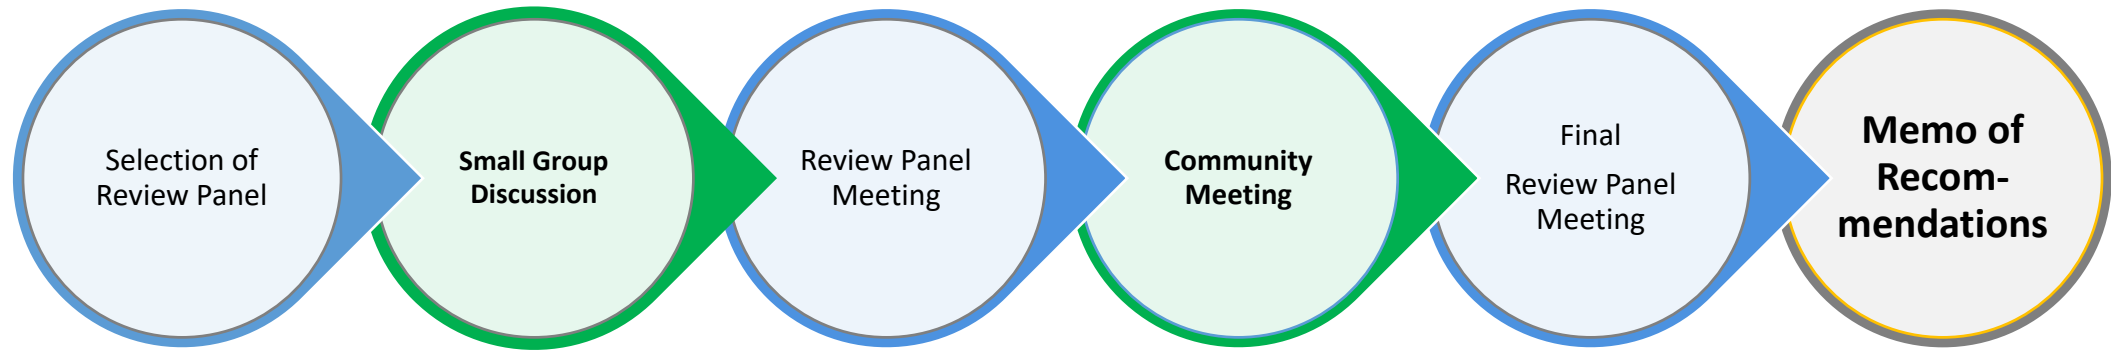 Selection of
Review Panel
Small Group
Discussion
Review Panel
Meeting
Community
Meeting
Final
Review Panel
Meeting
Memo of
Recom-
mendations